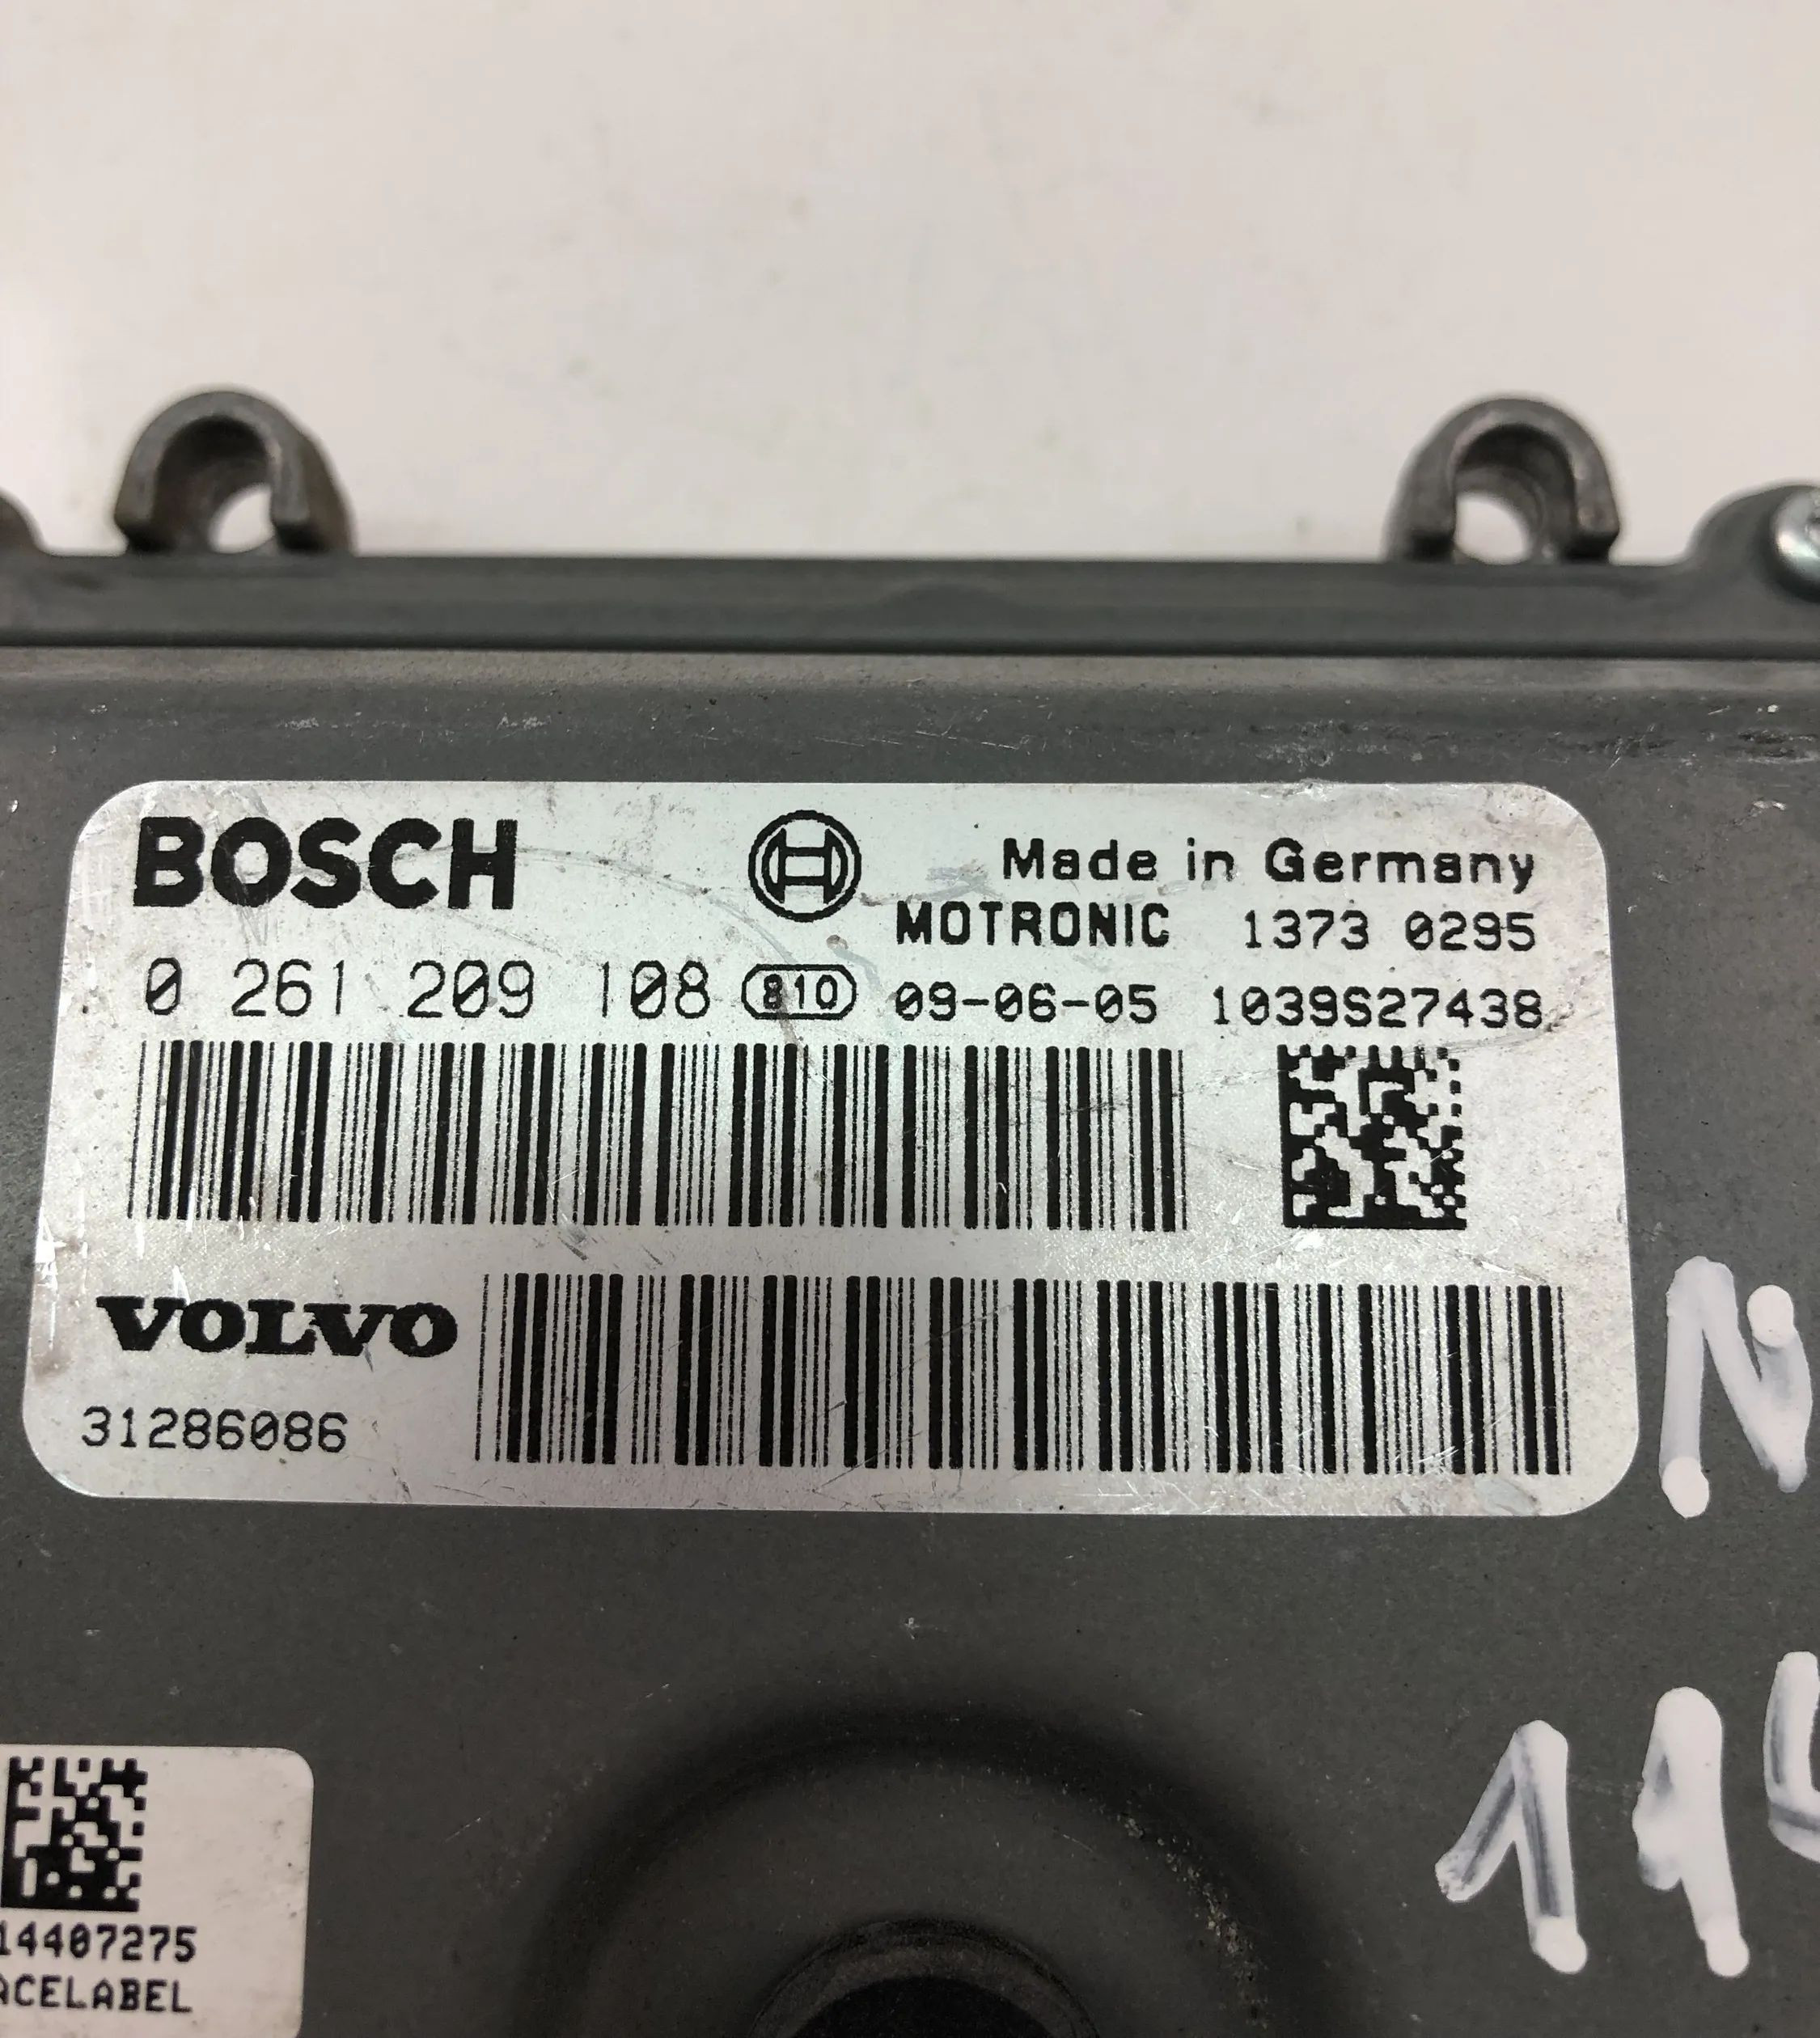 BOSCH
Made in Germany
MOTRONIC 1373 0295
0 261 209 108 810 09-06-05 1039S27438
VOLVO
31286086
N
11
14407275
ACELABEL